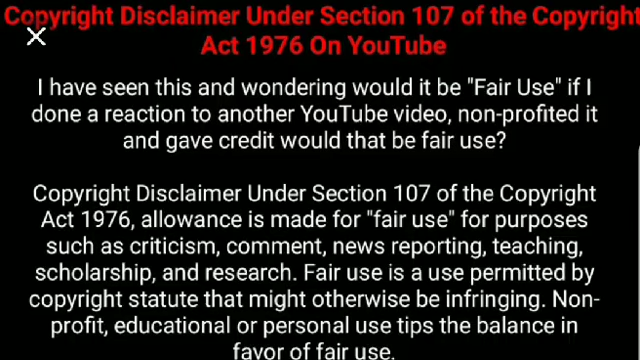 Copyright Disclaimer Under Section 107 of the Copyright
Act 1976 On YouTube
I have seen this and wondering would it be "Fair Use" if I
done a reaction to another YouTube video, non-profited it
and gave credit would that be fair use?
Copyright Disclaimer Under Section 107 of the Copyright
Act 1976, allowance is made for "fair use" for purposes
such as criticism, comment, news reporting, teaching,
scholarship, and research. Fair use is a use permitted by
copyright statute that might otherwise be infringing. Non-
profit, educational or personal use tips the balance in
favor of fair use.